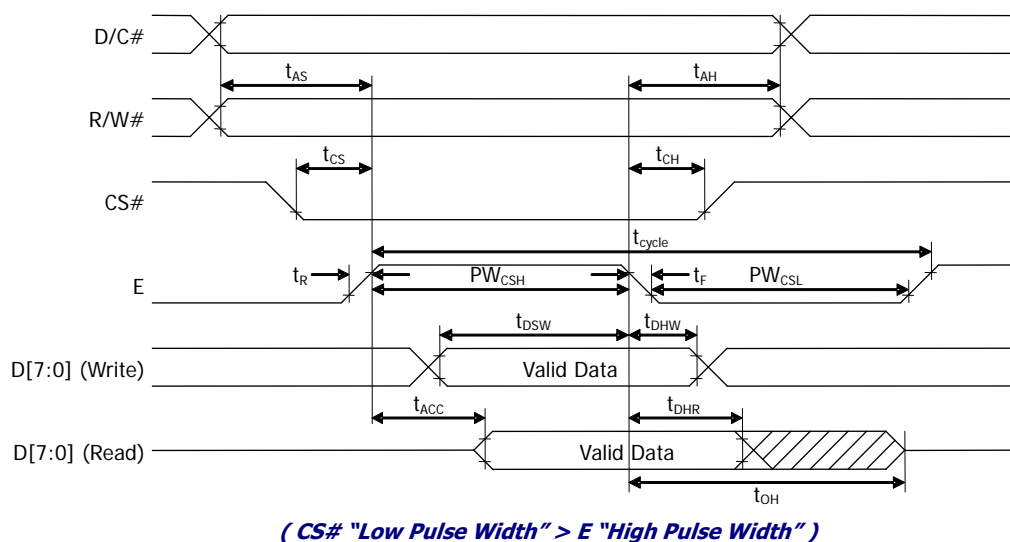 D/C#
tAS
tAH
R/W#
tCS
tCH
CS#
tcycle
tR
PWCSH
tF
PWCSL
E
tDSW
tDHW
D[7:0] (Write)
Valid Data
tACC
tDHR
D[7:0] (Read)
Valid Data
tOH
( CS# “Low Pulse Width” > E “High Pulse Width” )